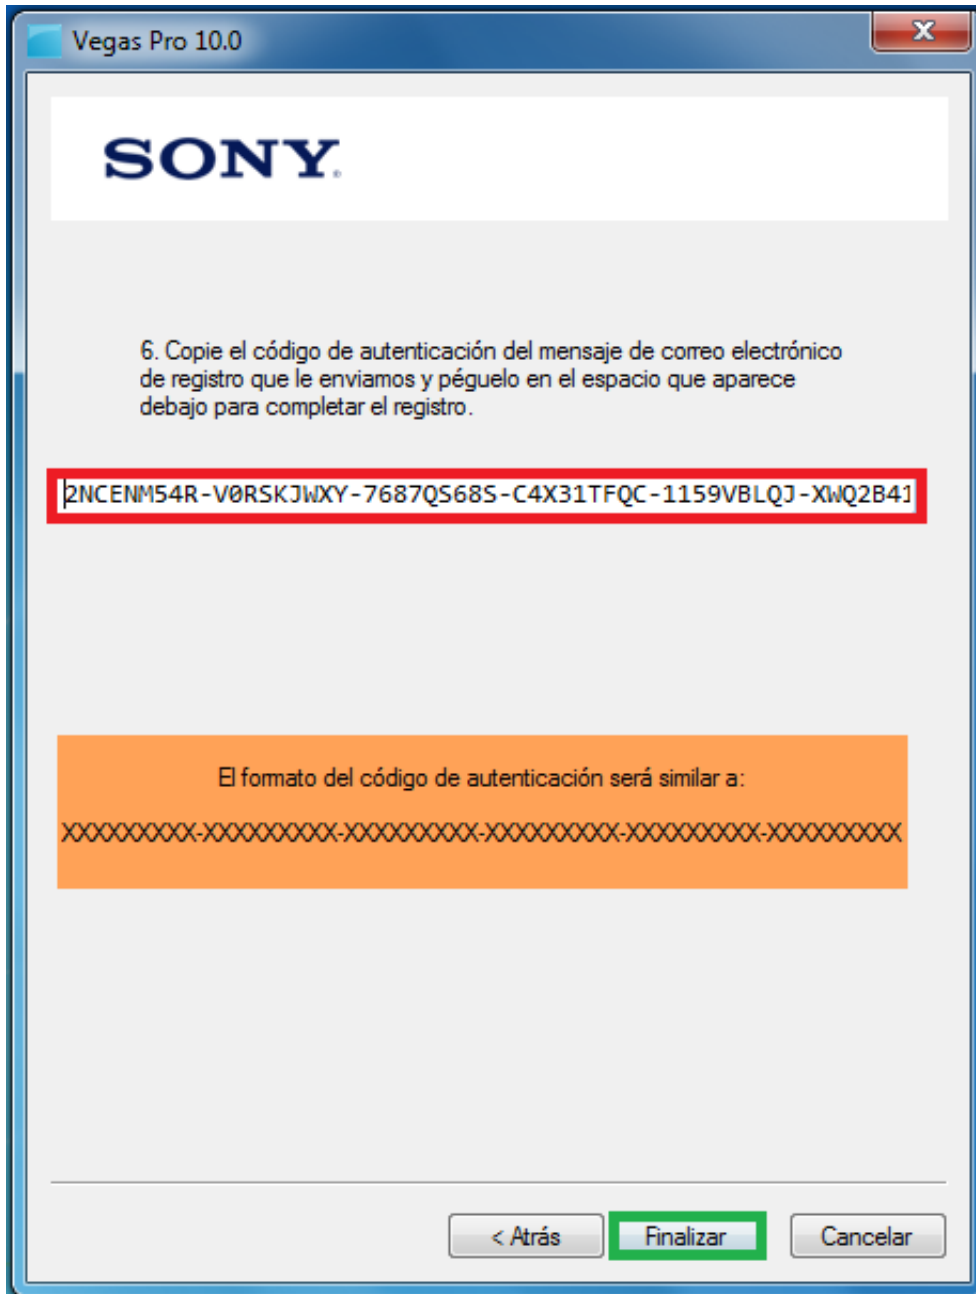 Vegas Pro 10.0
SONY
6. Copie el código de autenticación del mensaje de correo electrónico
de registro que le enviamos y péguelo en el espacio que aparece
debajo para completar el registro.
2NCENM54R-V0RSKJWXY-7687QS68S-C4X31TFQC-1159VBLQJ-XWQ2B41
El formato del código de autenticación será similar a:
XXXXXXXXX-XXXXXXXXX-XXXXXXXXX-XXXXXXXXX-XXXXXXXXX-XXXXXXXXX
< Atrás
Finalizar
Cancelar